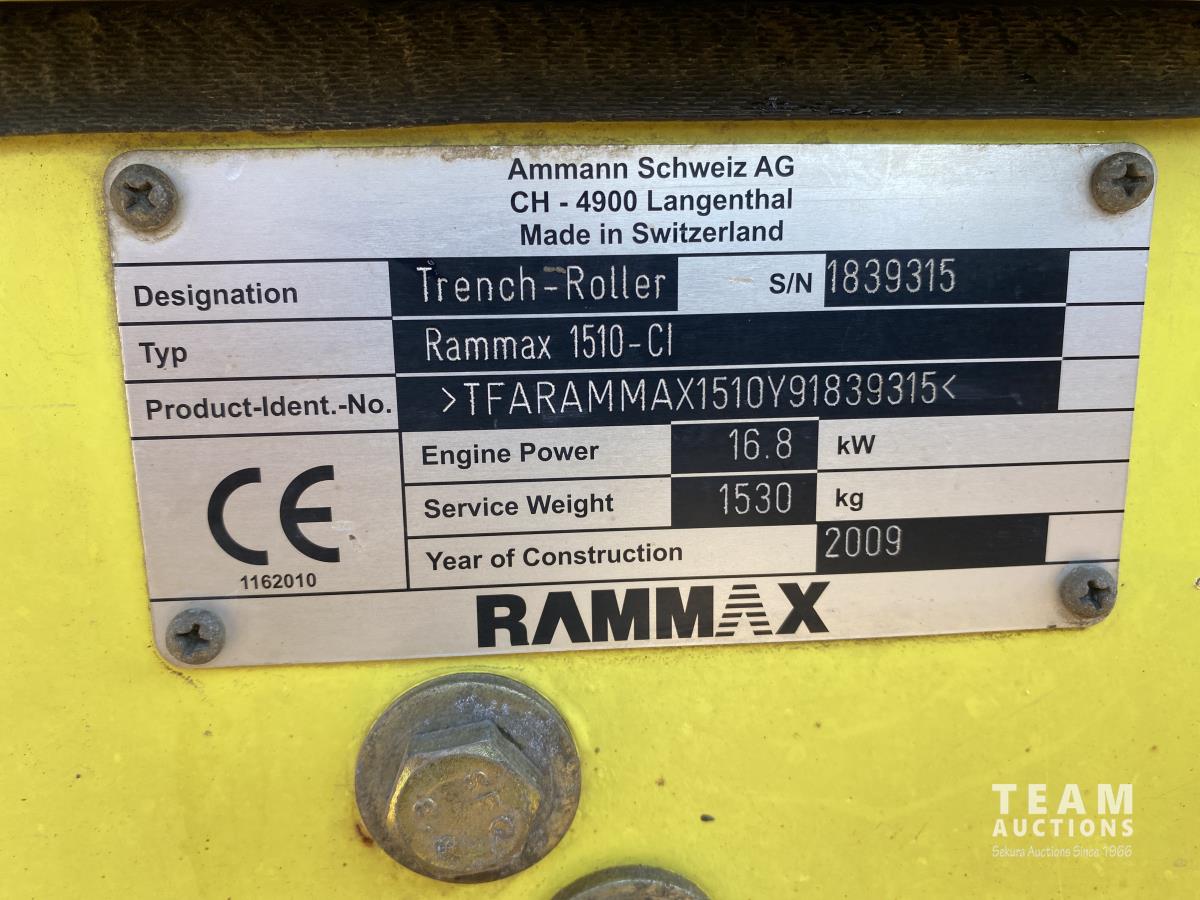 Ammann Schweiz AG
CH - 4900 Langenthal
Made in Switzerland
Designation Trench-Roller S/N 1839315
Typ Rammax 1510-CI
Product-Ident.-No. >TFARAMMAX1510Y91839315<
Engine Power 16.8 kW
Service Weight 1530 kg
Year of Construction 2009
CE
1162010
RAMMAX
8.8
TEAM
AUCTIONS
Sekura Auctions Since 1966